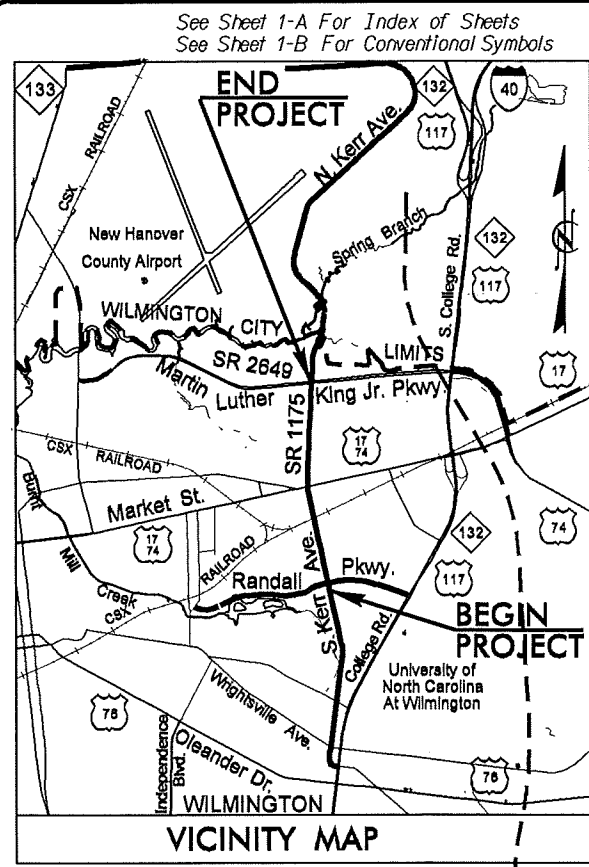 See Sheet 1-A For Index of Sheets
See Sheet 1-B For Conventional Symbols
133
RAILROAD
CSX
END
PROJECT
132
117
40
N. Kerr Ave.
New Hanover
County Airport
Spring Branch
132
117
S. College Rd.
WILMINGTON
CITY
LIMITS
SR 2649
17
Martin
Luther
King Jr. Pkwy.
SR 1175
17
74
CSX
RAILROAD
Burnt
Mill
Creek
Market St.
17
74
RAILROAD
CSX
132
74
117
Randall
Pkwy.
S. Kerr
Ave.
BEGIN
PROJECT
College Rd.
University of
North Carolina
At Wilmington
Wrightsville Ave.
76
Independence
Blvd.
Oleander Dr.
76
WILMINGTON
VICINITY MAP